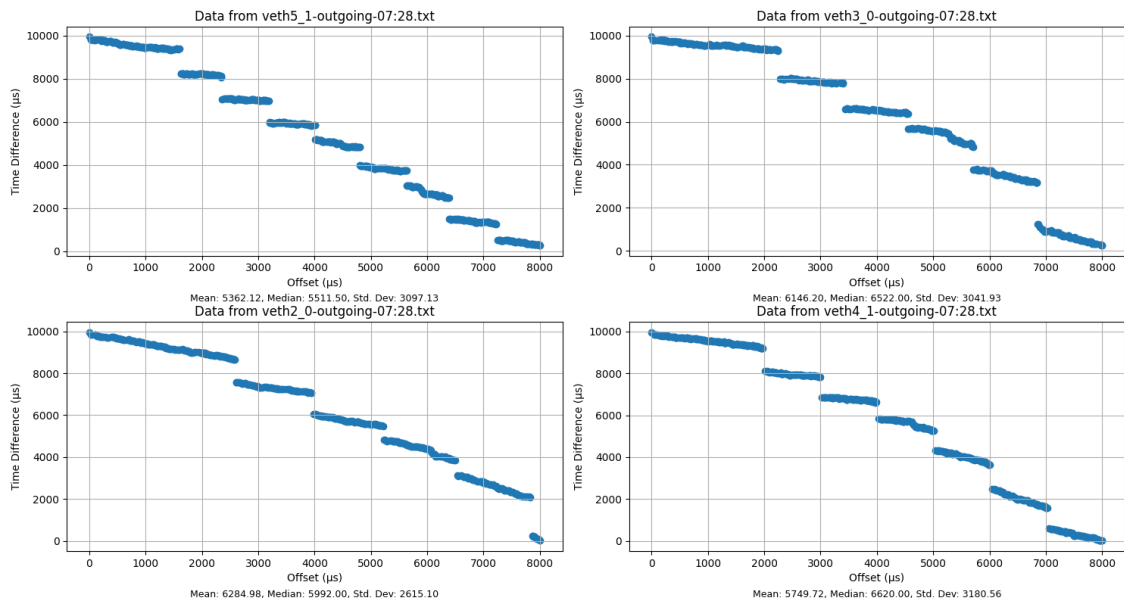 Data from veth5_1-outgoing-07:28.txt
Time Difference (µs)
10000
8000
6000
4000
2000
0
0 1000 2000 3000 4000 5000 6000 7000 8000
Offset (µs)
Mean: 5362.12, Median: 5511.50, Std. Dev: 3097.13
Data from veth3_0-outgoing-07:28.txt
Time Difference (µs)
10000
8000
6000
4000
2000
0
0 1000 2000 3000 4000 5000 6000 7000 8000
Offset (µs)
Mean: 6146.20, Median: 6522.00, Std. Dev: 3041.93
Data from veth2_0-outgoing-07:28.txt
Time Difference (µs)
10000
8000
6000
4000
2000
0
0 1000 2000 3000 4000 5000 6000 7000 8000
Offset (µs)
Mean: 6284.98, Median: 5992.00, Std. Dev: 2615.10
Data from veth4_1-outgoing-07:28.txt
Time Difference (µs)
10000
8000
6000
4000
2000
0
0 1000 2000 3000 4000 5000 6000 7000 8000
Offset (µs)
Mean: 5749.72, Median: 6620.00, Std. Dev: 3180.56